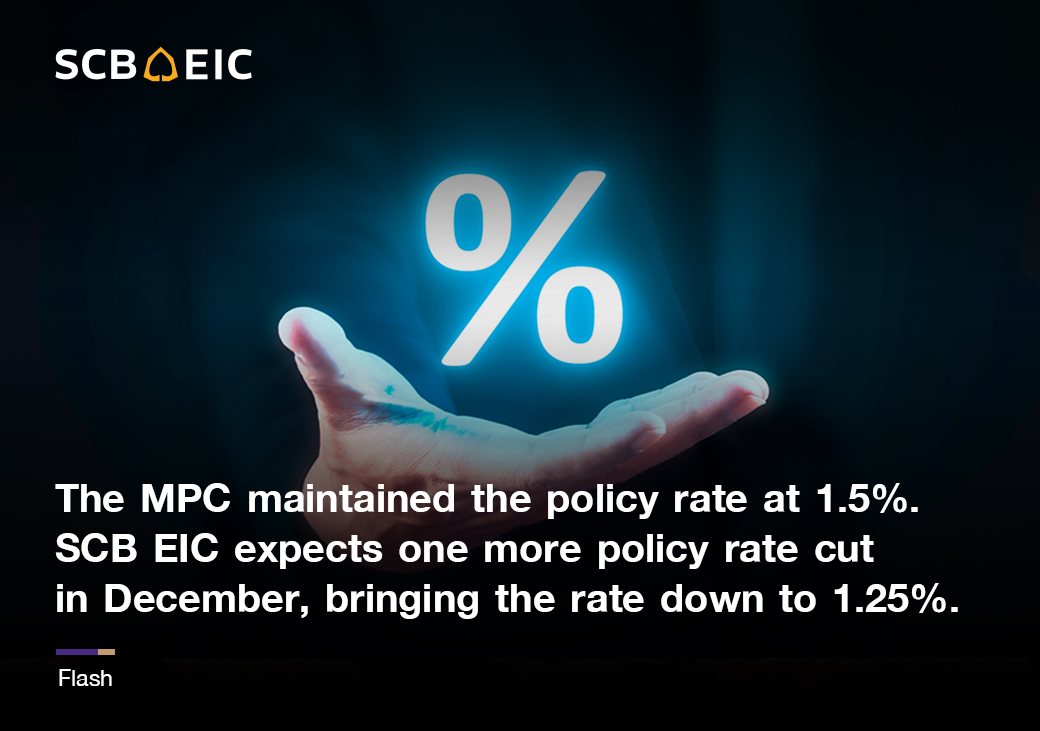 SCB EIC
%
The MPC maintained the policy rate at 1.5%.
SCB EIC expects one more policy rate cut
in December, bringing the rate down to 1.25%.
Flash